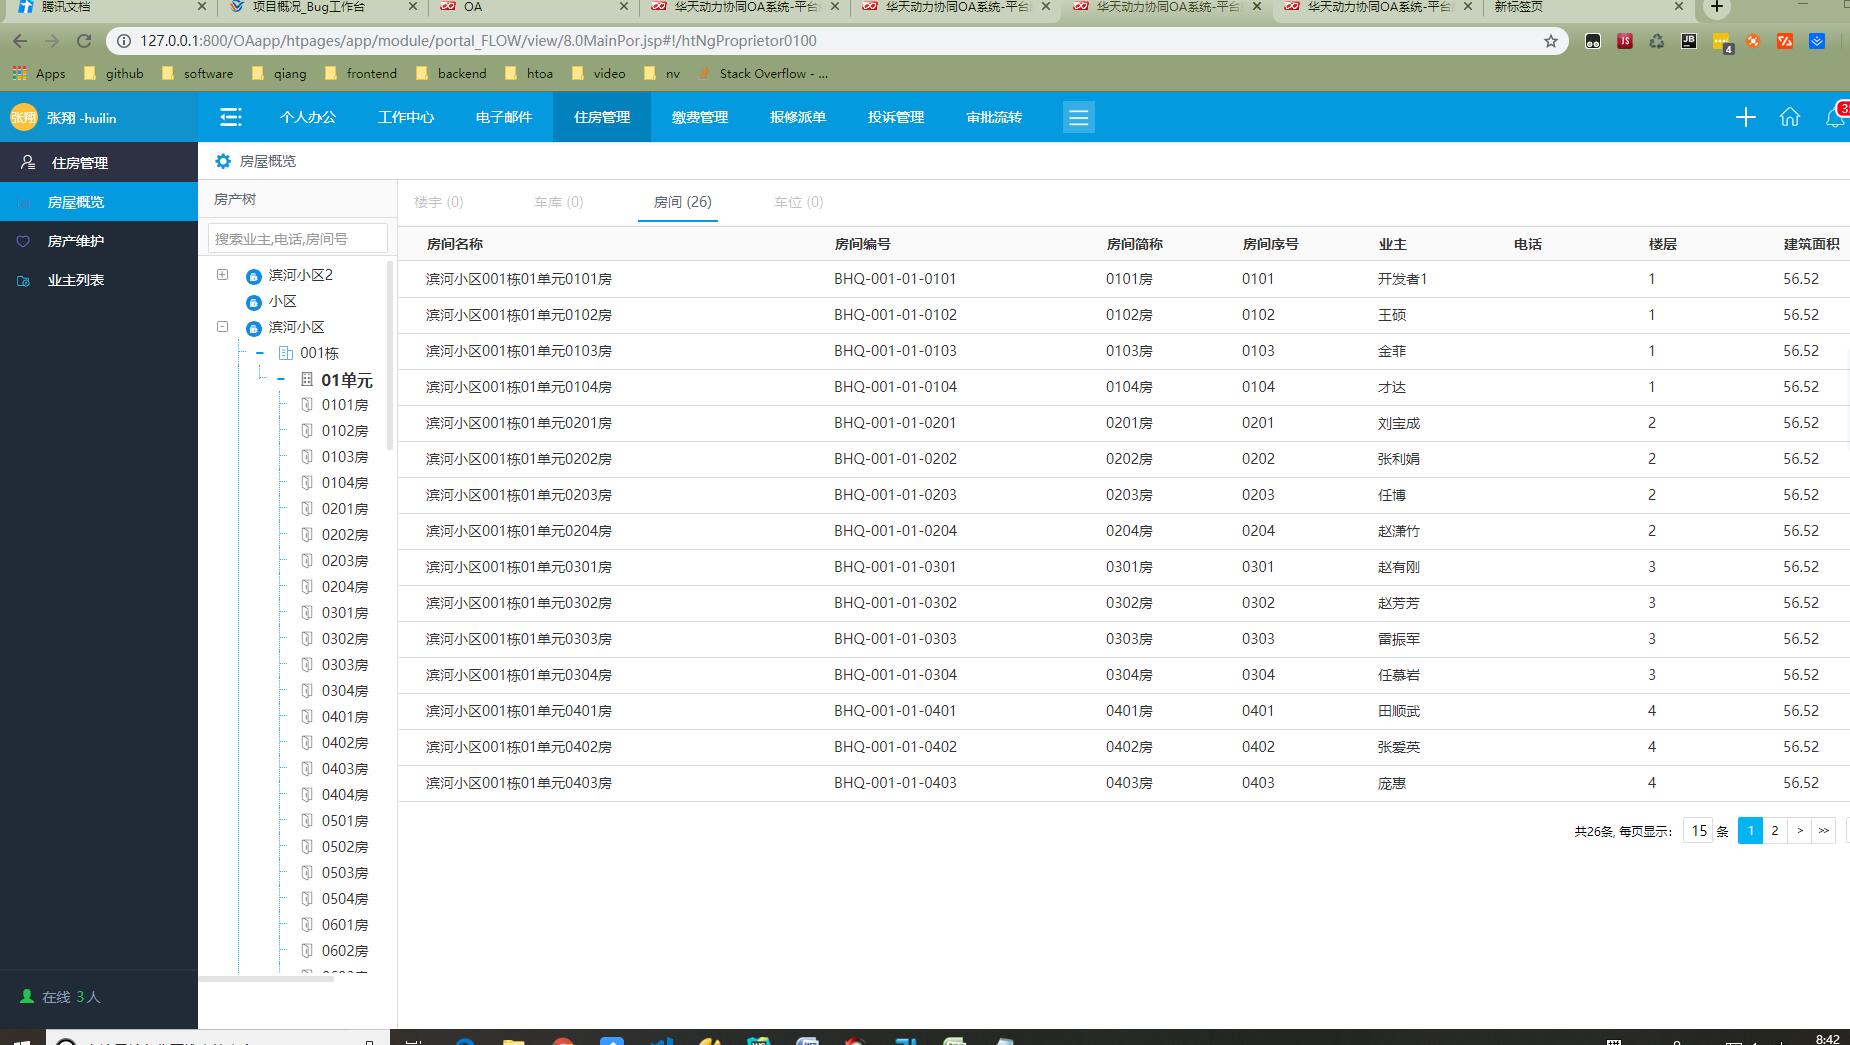 腾讯文档
项目概况_Bug工作台
OA
华天动力协同OA系统-平台
华天动力协同OA系统-平台
华天动力协同OA系统-平台
华天动力协同OA系统-平台
新标签页
127.0.0.1:800/OAapp/htpages/app/module/portal_FLOW/view/8.0MainPor.jsp#!/htNgProprietor0100
JS
JB
4
Apps github software qiang frontend backend htoa video nv Stack Overflow - ...
张翔 张翔 -huilin
个人办公 工作中心 电子邮件 住房管理 缴费管理 报修派单 投诉管理 审批流转
住房管理
房屋概览
房产维护
业主列表
在线 3人
房屋概览
房产树
搜索业主,电话,房间号
滨河小区2
小区
滨河小区
001栋
01单元
0101房
0102房
0103房
0104房
0201房
0202房
0203房
0204房
0301房
0302房
0303房
0304房
0401房
0402房
0403房
0404房
0501房
0502房
0503房
0504房
0601房
0602房
楼宇 (0) 车库 (0) 房间 (26) 车位 (0)
房间名称 房间编号 房间简称 房间序号 业主 电话 楼层 建筑面积
滨河小区001栋01单元0101房 BHQ-001-01-0101 0101房 0101 开发者1 1 56.52
滨河小区001栋01单元0102房 BHQ-001-01-0102 0102房 0102 王硕 1 56.52
滨河小区001栋01单元0103房 BHQ-001-01-0103 0103房 0103 金菲 1 56.52
滨河小区001栋01单元0104房 BHQ-001-01-0104 0104房 0104 才达 1 56.52
滨河小区001栋01单元0201房 BHQ-001-01-0201 0201房 0201 刘宝成 2 56.52
滨河小区001栋01单元0202房 BHQ-001-01-0202 0202房 0202 张利娟 2 56.52
滨河小区001栋01单元0203房 BHQ-001-01-0203 0203房 0203 任博 2 56.52
滨河小区001栋01单元0204房 BHQ-001-01-0204 0204房 0204 赵潇竹 2 56.52
滨河小区001栋01单元0301房 BHQ-001-01-0301 0301房 0301 赵有刚 3 56.52
滨河小区001栋01单元0302房 BHQ-001-01-0302 0302房 0302 赵芳芳 3 56.52
滨河小区001栋01单元0303房 BHQ-001-01-0303 0303房 0303 雷振军 3 56.52
滨河小区001栋01单元0304房 BHQ-001-01-0304 0304房 0304 任慕岩 3 56.52
滨河小区001栋01单元0401房 BHQ-001-01-0401 0401房 0401 田顺武 4 56.52
滨河小区001栋01单元0402房 BHQ-001-01-0402 0402房 0402 张爱英 4 56.52
滨河小区001栋01单元0403房 BHQ-001-01-0403 0403房 0403 庞惠 4 56.52
共26条, 每页显示: 15 条 1 2 > >>
8:42